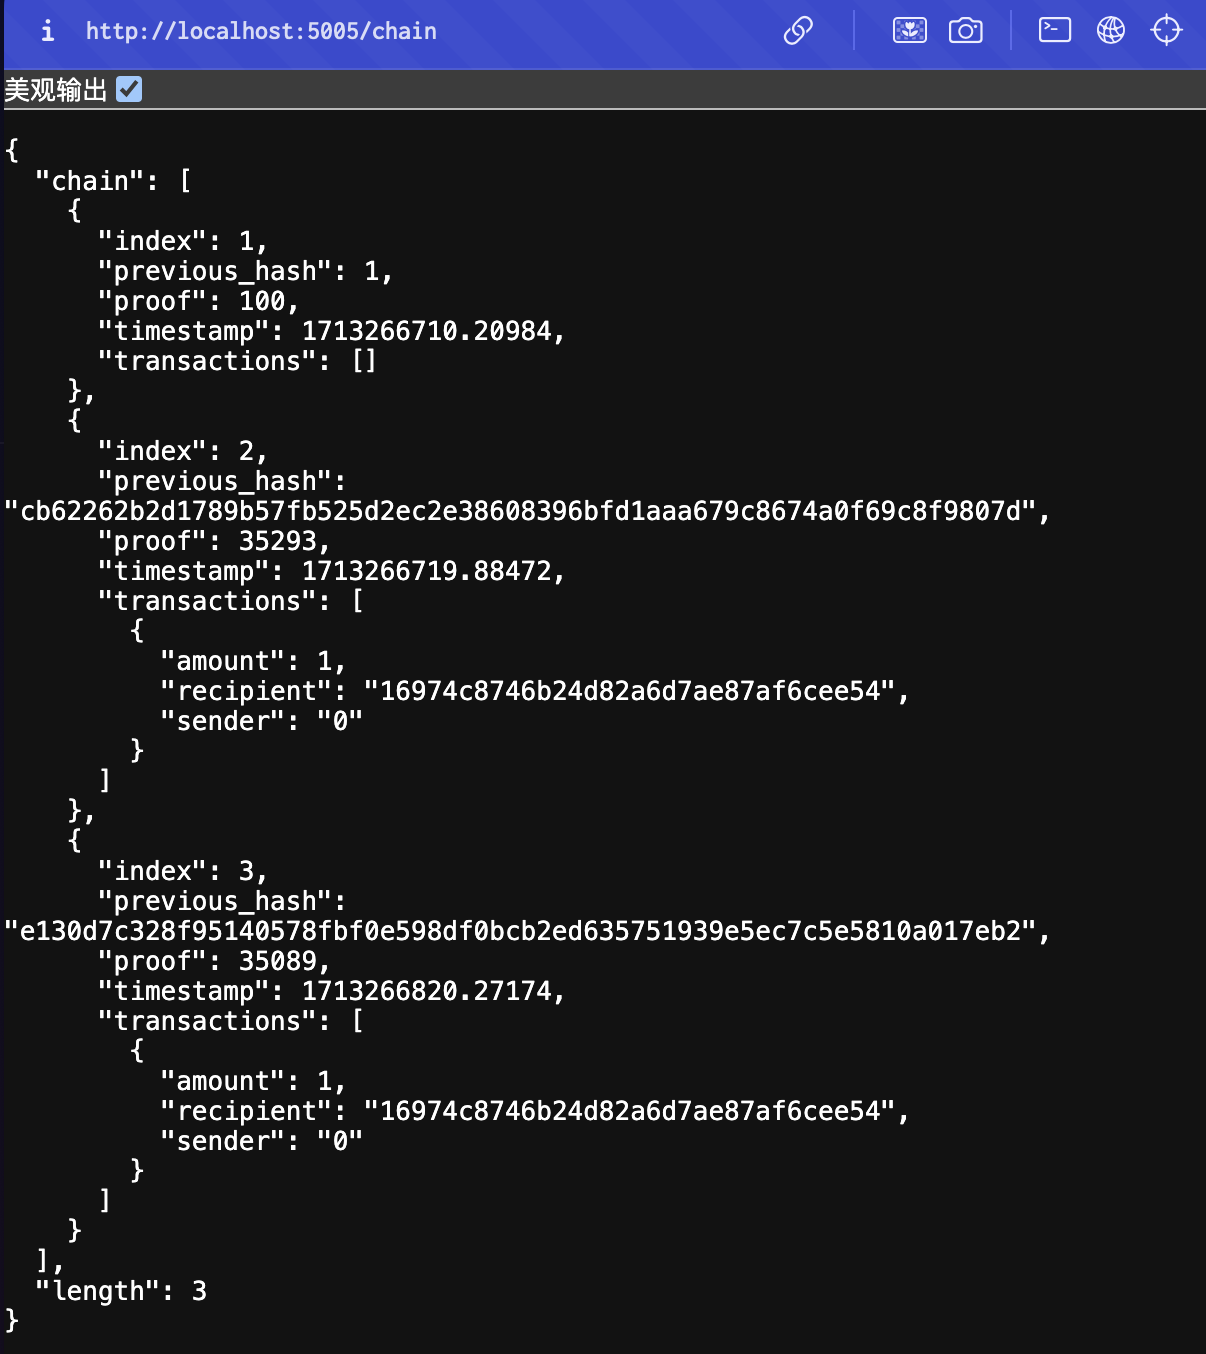 http://localhost:5005/chain
美观输出
{
  "chain": [
    {
      "index": 1,
      "previous_hash": 1,
      "proof": 100,
      "timestamp": 1713266710.20984,
      "transactions": []
    },
    {
      "index": 2,
      "previous_hash":
"cb62262b2d1789b57fb525d2ec2e38608396bfd1aaa679c8674a0f69c8f9807d",
      "proof": 35293,
      "timestamp": 1713266719.88472,
      "transactions": [
        {
          "amount": 1,
          "recipient": "16974c8746b24d82a6d7ae87af6cee54",
          "sender": "0"
        }
      ]
    },
    {
      "index": 3,
      "previous_hash":
"e130d7c328f95140578fbf0e598df0bcb2ed635751939e5ec7c5e5810a017eb2",
      "proof": 35089,
      "timestamp": 1713266820.27174,
      "transactions": [
        {
          "amount": 1,
          "recipient": "16974c8746b24d82a6d7ae87af6cee54",
          "sender": "0"
        }
      ]
    }
  ],
  "length": 3
}